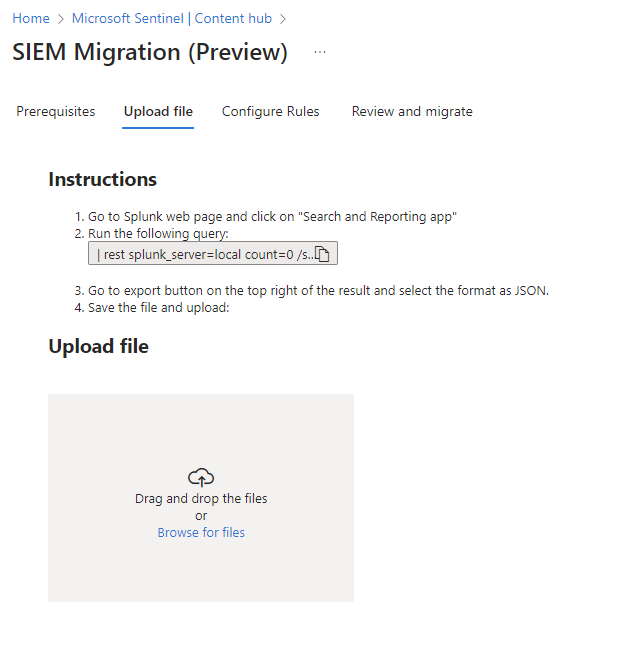 Home > Microsoft Sentinel | Content hub >
SIEM Migration (Preview) ...
Prerequisites Upload file Configure Rules Review and migrate
Instructions
1. Go to Splunk web page and click on "Search and Reporting app"
2. Run the following query:
| rest splunk_server=local count=0 /s..
3. Go to export button on the top right of the result and select the format as JSON.
4. Save the file and upload:
Upload file
Drag and drop the files
or
Browse for files